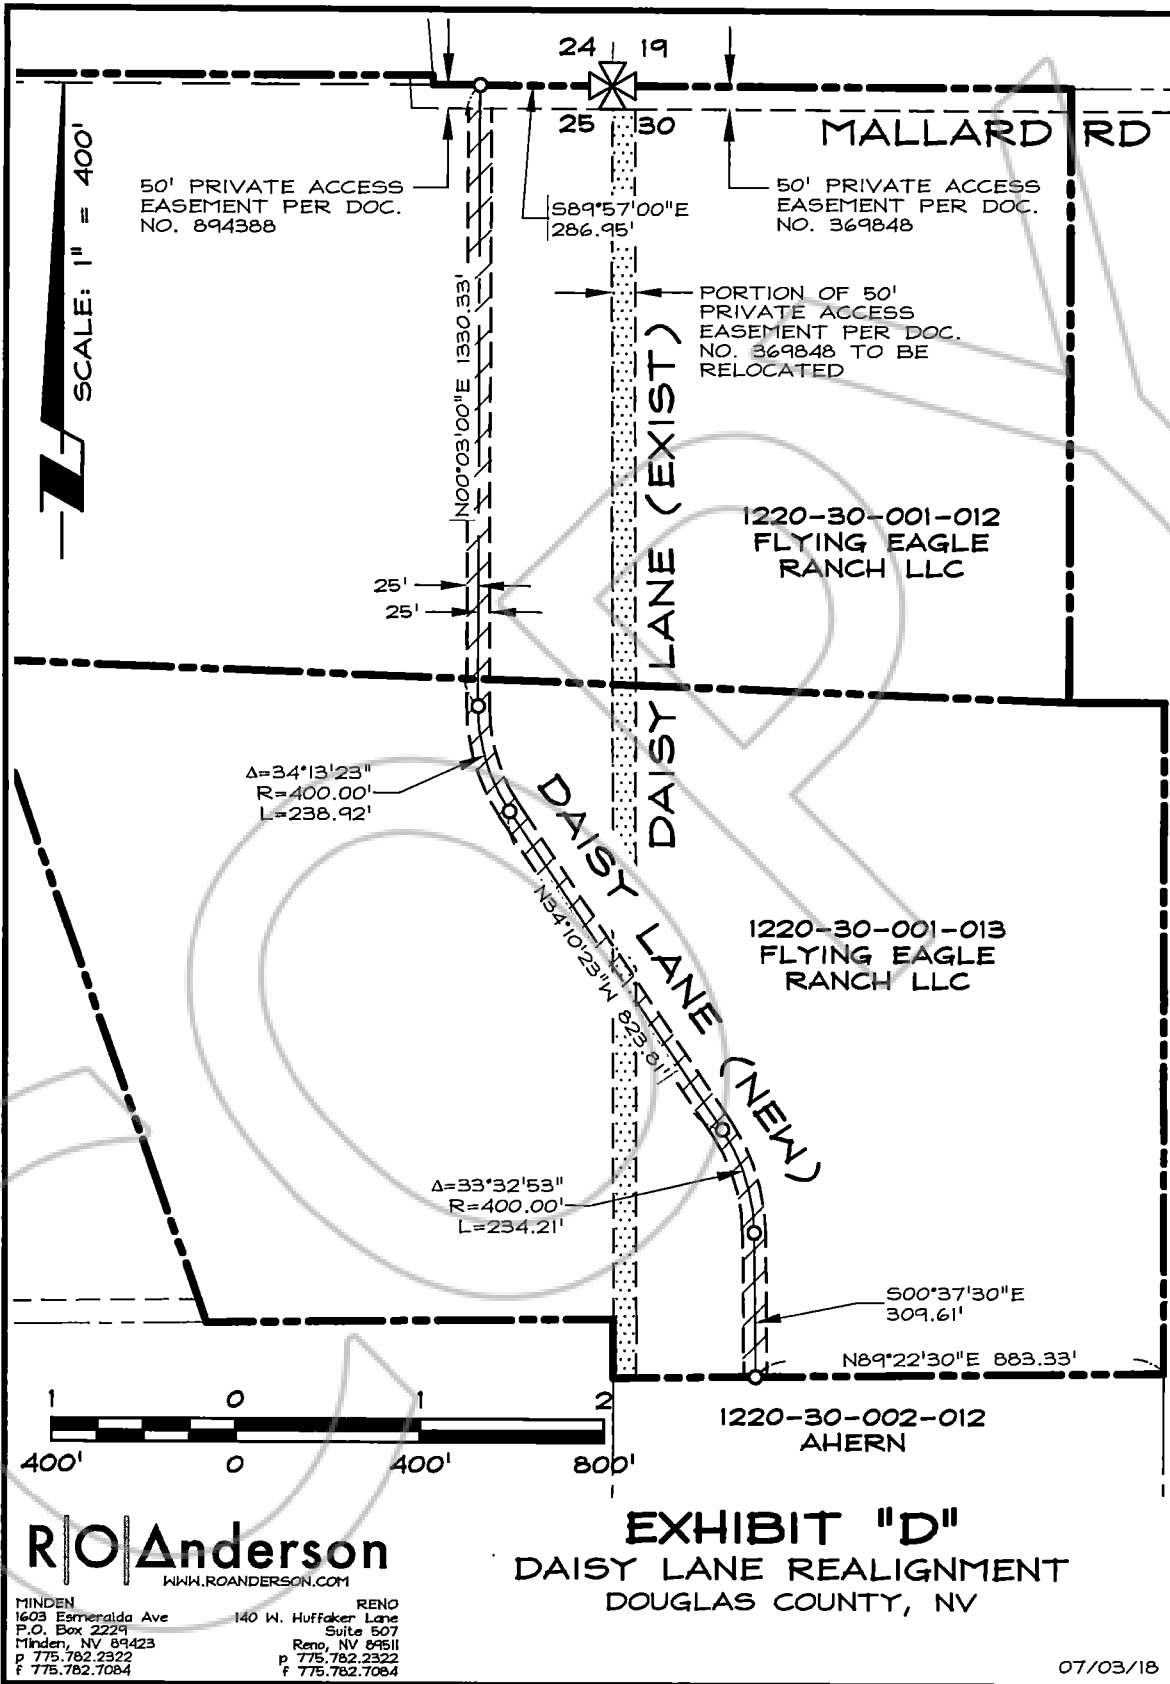 24 19
25 30
MALLARD RD
SCALE: 1" = 400'
50' PRIVATE ACCESS
EASEMENT PER DOC.
NO. 894388
S89°57'00"E
286.95'
50' PRIVATE ACCESS
EASEMENT PER DOC.
NO. 369848
N00°03'00"E 1330.33'
PORTION OF 50'
PRIVATE ACCESS
EASEMENT PER DOC.
NO. 369848 TO BE
RELOCATED
DAISY LANE (EXIST)
1220-30-001-012
FLYING EAGLE
RANCH LLC
25'
25'
Δ=34°13'23"
R=400.00'
L=238.92'
DAISY LANE (NEW)
N34°10'23"W 823.81'
1220-30-001-013
FLYING EAGLE
RANCH LLC
Δ=33°32'53"
R=400.00'
L=234.21'
S00°37'30"E
309.61'
N89°22'30"E 883.33'
1 0 1 2
400' 0 400' 800'
1220-30-002-012
AHERN
COPY
R|O|Anderson
WWW.ROANDERSON.COM
MINDEN
1603 Esmeralda Ave
P.O. Box 2229
Minden, NV 89423
p 775.782.2322
f 775.782.7084
RENO
140 W. Huffaker Lane
Suite 507
Reno, NV 89511
p 775.782.2322
f 775.782.7084
EXHIBIT "D"
DAISY LANE REALIGNMENT
DOUGLAS COUNTY, NV
07/03/18